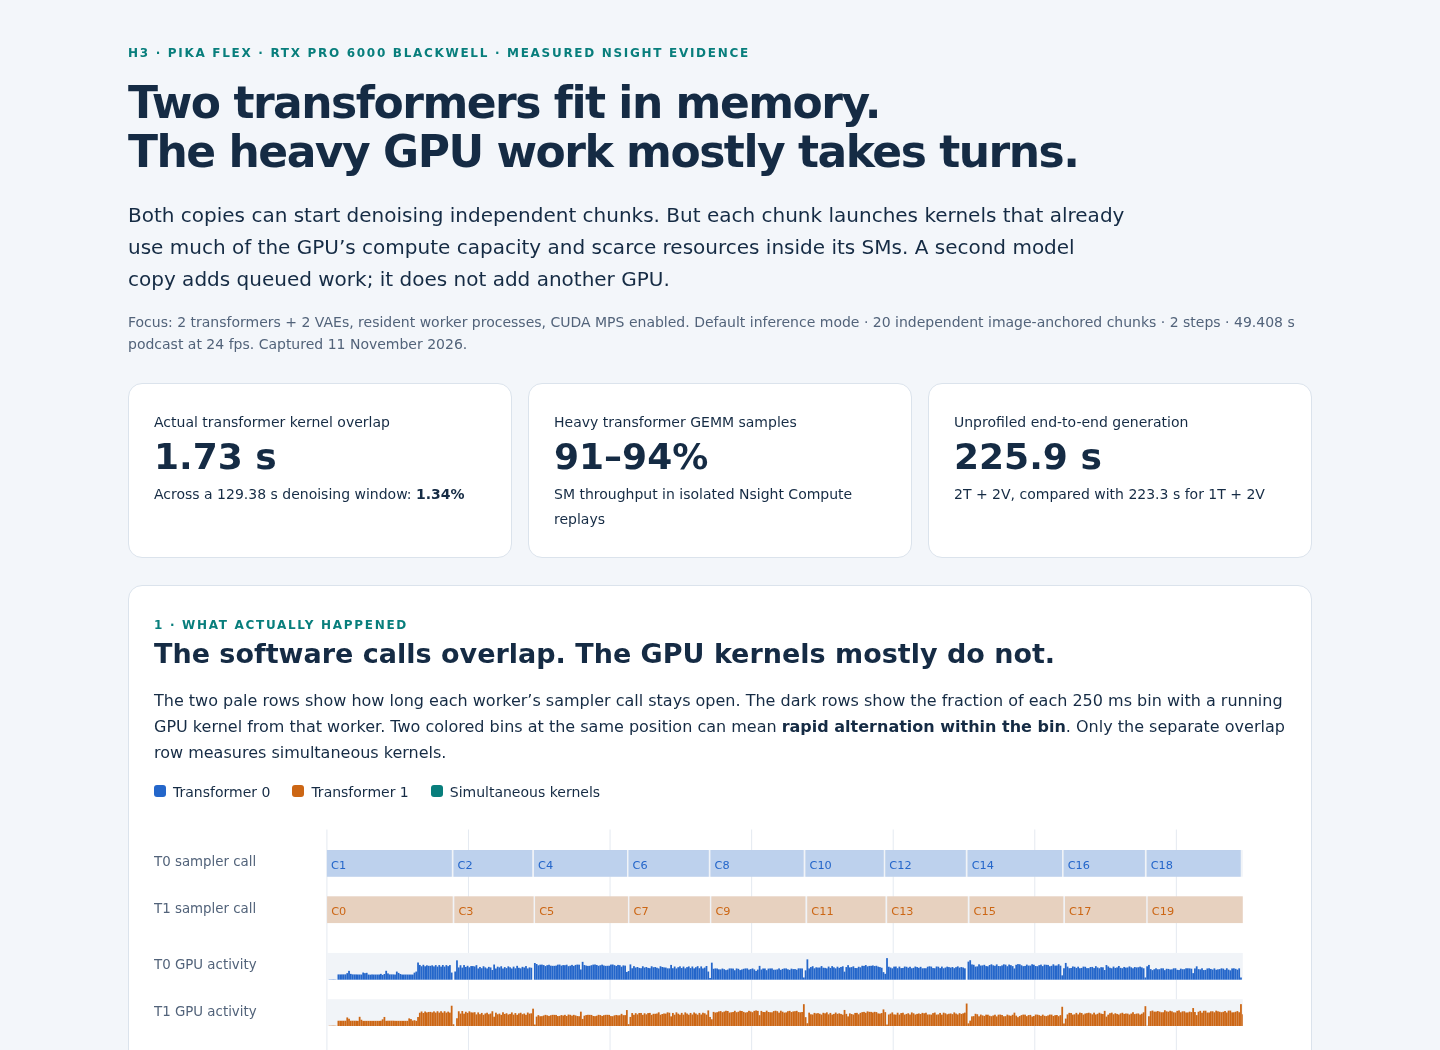 H3 · PIKA FLEX · RTX PRO 6000 BLACKWELL · MEASURED NSIGHT EVIDENCE
Two transformers fit in memory.
The heavy GPU work mostly takes turns.
Both copies can start denoising independent chunks. But each chunk launches kernels that already
use much of the GPU’s compute capacity and scarce resources inside its SMs. A second model
copy adds queued work; it does not add another GPU.
Focus: 2 transformers + 2 VAEs, resident worker processes, CUDA MPS enabled. Default inference mode · 20 independent image-anchored chunks · 2 steps · 49.408 s
podcast at 24 fps. Captured 11 November 2026.
Actual transformer kernel overlap
1.73 s
Across a 129.38 s denoising window: 1.34%
Heavy transformer GEMM samples
91–94%
SM throughput in isolated Nsight Compute
replays
Unprofiled end-to-end generation
225.9 s
2T + 2V, compared with 223.3 s for 1T + 2V
1 · WHAT ACTUALLY HAPPENED
The software calls overlap. The GPU kernels mostly do not.
The two pale rows show how long each worker’s sampler call stays open. The dark rows show the fraction of each 250 ms bin with a running
GPU kernel from that worker. Two colored bins at the same position can mean rapid alternation within the bin. Only the separate overlap
row measures simultaneous kernels.
Transformer 0 Transformer 1 Simultaneous kernels
T0 sampler call C1 C2 C4 C6 C8 C10 C12 C14 C16 C18
T1 sampler call C0 C3 C5 C7 C9 C11 C13 C15 C17 C19
T0 GPU activity
T1 GPU activity